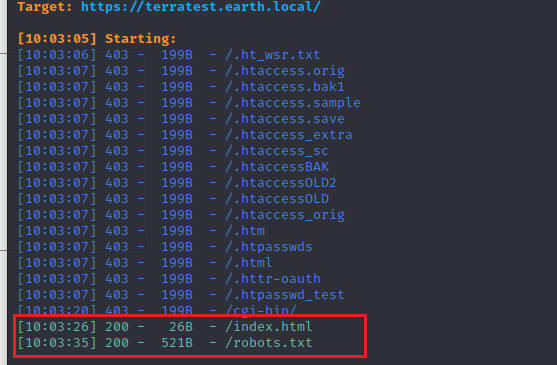 Target: https://terratest.earth.local/
[10:03:05] Starting:
[10:03:06] 403 -  199B  - /.ht_wsr.txt
[10:03:07] 403 -  199B  - /.htaccess.orig
[10:03:07] 403 -  199B  - /.htaccess.bak1
[10:03:07] 403 -  199B  - /.htaccess.sample
[10:03:07] 403 -  199B  - /.htaccess.save
[10:03:07] 403 -  199B  - /.htaccess_extra
[10:03:07] 403 -  199B  - /.htaccess_sc
[10:03:07] 403 -  199B  - /.htaccessBAK
[10:03:07] 403 -  199B  - /.htaccessOLD2
[10:03:07] 403 -  199B  - /.htaccessOLD
[10:03:07] 403 -  199B  - /.htaccess_orig
[10:03:07] 403 -  199B  - /.htm
[10:03:07] 403 -  199B  - /.htpasswds
[10:03:07] 403 -  199B  - /.html
[10:03:07] 403 -  199B  - /.httr-oauth
[10:03:07] 403 -  199B  - /.htpasswd_test
[10:03:20] 403 -  199B  - /cgi-bin/
[10:03:26] 200 -   26B  - /index.html
[10:03:35] 200 -  521B  - /robots.txt